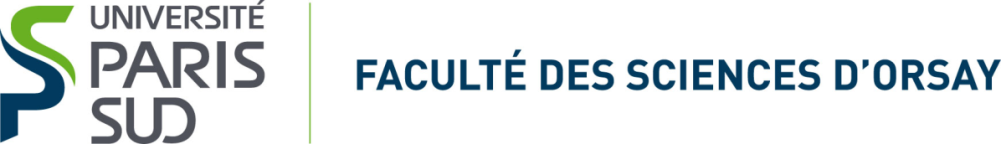 UNIVERSITÉ
PARIS
SUD
FACULTÉ DES SCIENCES D'ORSAY